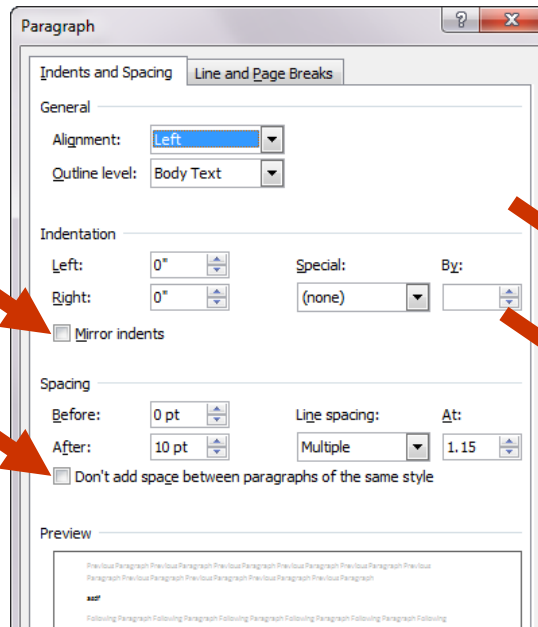 Paragraph
Indents and Spacing Line and Page Breaks
General
Alignment: Left
Outline level: Body Text
Indentation
Left: 0" Special: By:
Right: 0" (none)
Mirror indents
Spacing
Before: 0 pt Line spacing: At:
After: 10 pt Multiple 1.15
Don't add space between paragraphs of the same style
Preview
Previous Paragraph Previous Paragraph Previous Paragraph Previous Paragraph Previous Paragraph Previous
Paragraph Previous Paragraph Previous Paragraph Previous Paragraph Previous Paragraph
Following Paragraph Following Paragraph Following Paragraph Following Paragraph Following Paragraph Following